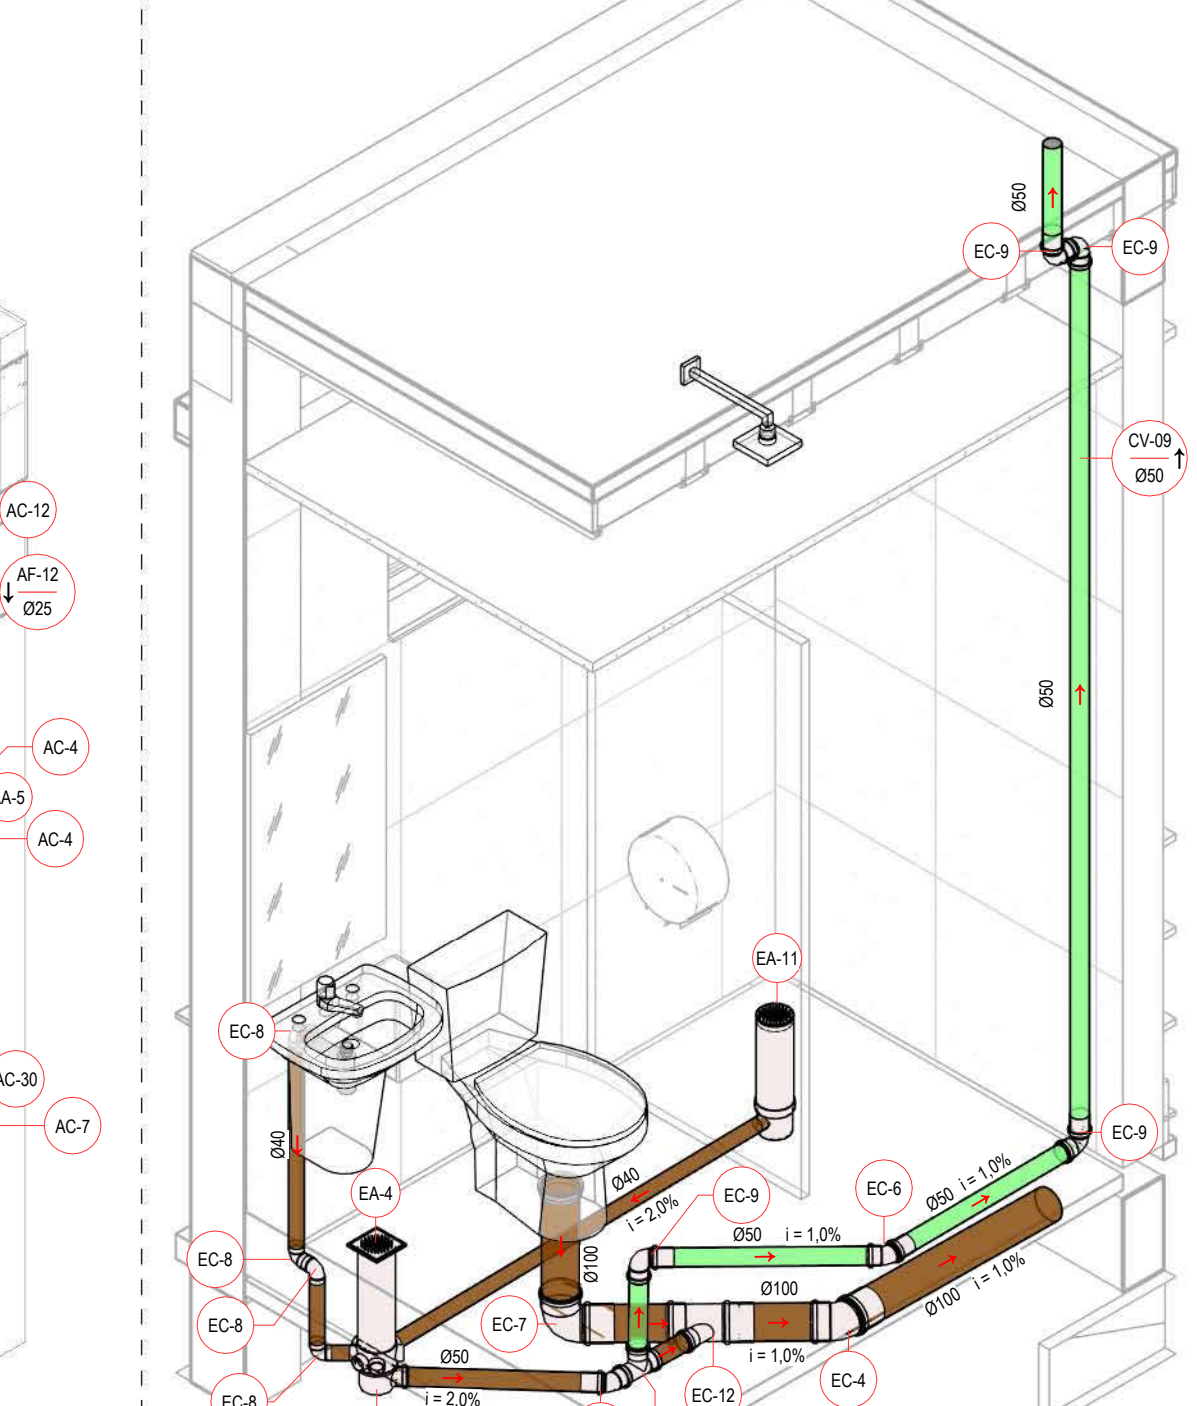 Ø50
EC-9
EC-9
CV-09
Ø50
AC-12
AF-12
Ø25
Ø50
AC-4
A-5
AC-4
EA-11
EC-8
AC-30
AC-7
EC-9
Ø40
Ø40
i = 2,0%
EA-4
EC-9
EC-6
Ø50 i = 1,0%
Ø50 i = 1,0%
EC-8
Ø100
Ø100
Ø100 i = 1,0%
EC-8
EC-7
i = 1,0%
Ø50
i = 2,0%
EC-4
EC-12
EC-8